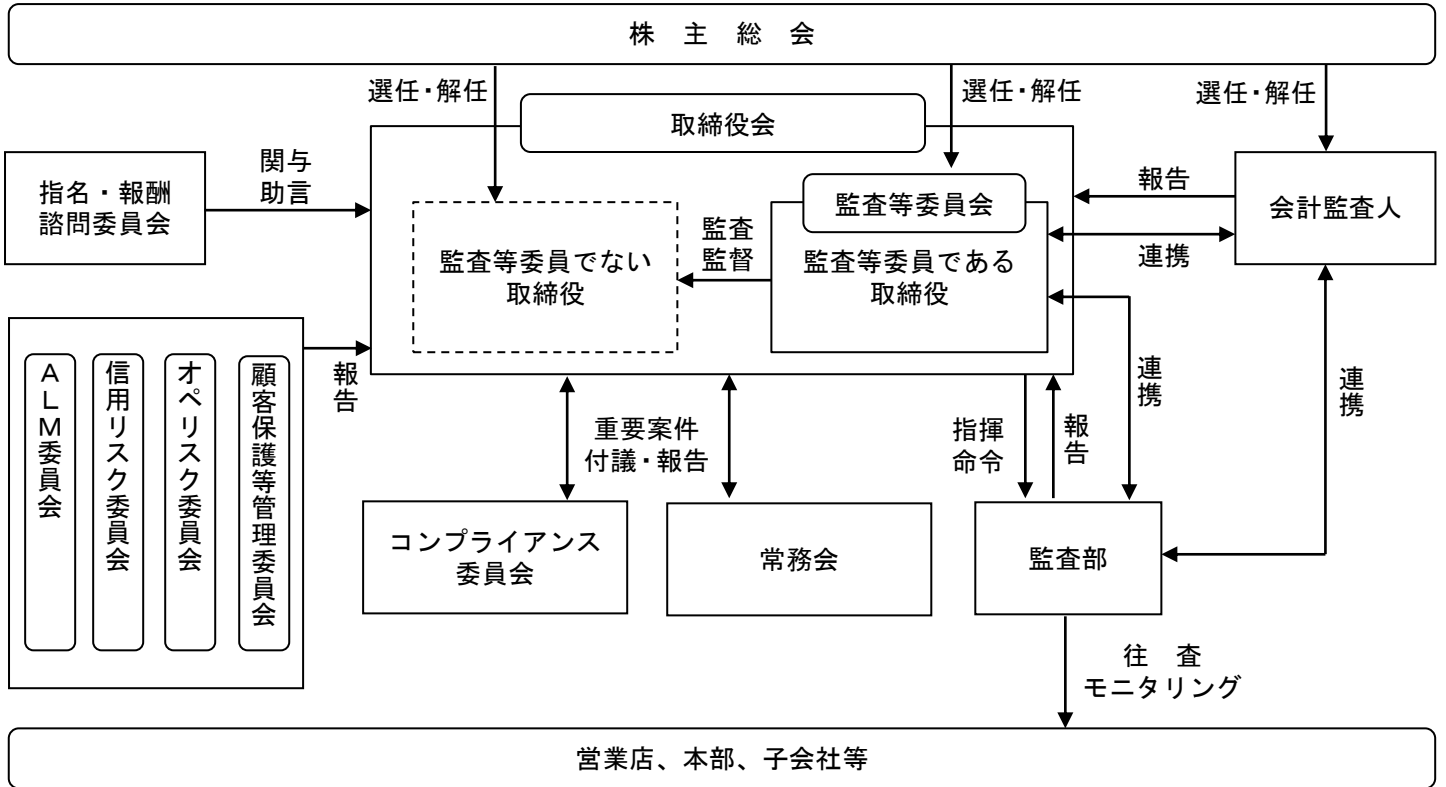 株　主　総　会
選任・解任
選任・解任
選任・解任
取締役会
指名・報酬
諮問委員会
関与
助言
監査等委員でない
取締役
監査
監督
監査等委員会
監査等委員である
取締役
報告
連携
会計監査人
ＡＬＭ委員会
信用リスク委員会
オペリスク委員会
顧客保護等管理委員会
報告
重要案件
付議・報告
指揮
命令
報告
連携
連携
コンプライアンス
委員会
常務会
監査部
往　査
モニタリング
営業店、本部、子会社等